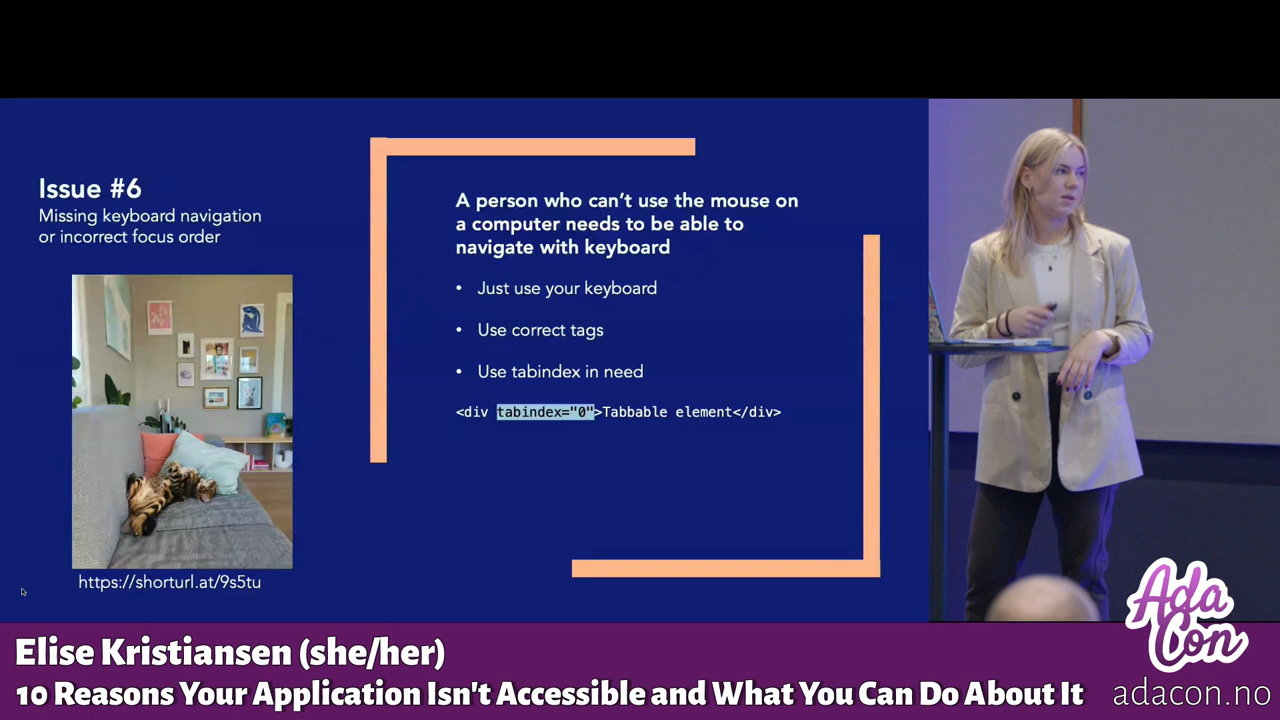 Issue #6
Missing keyboard navigation
or incorrect focus order
https://shorturl.at/9s5tu
A person who can’t use the mouse on
a computer needs to be able to
navigate with keyboard
• Just use your keyboard
• Use correct tags
• Use tabindex in need
<div tabindex="0">Tabbable element</div>
Ada
Con
Elise Kristiansen (she/her)
10 Reasons Your Application Isn't Accessible and What You Can Do About It
adacon.no